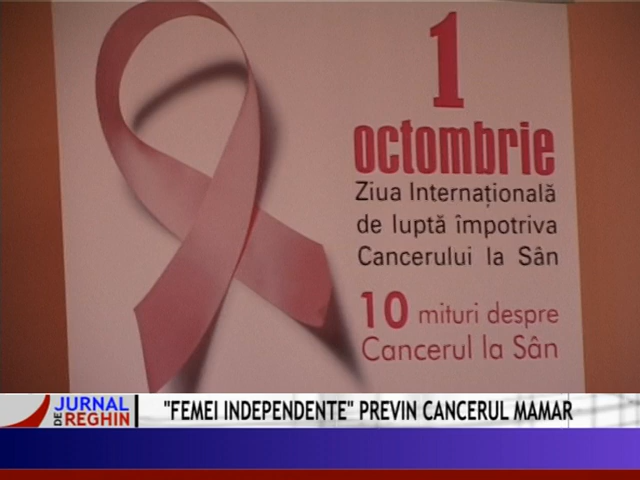 1
octombrie
Ziua Internațională
de luptă împotriva
Cancerului la Sân
10 mituri despre
Cancerul la Sân
JURNAL
DE REGHIN
"FEMEI INDEPENDENTE" PREVIN CANCERUL MAMAR